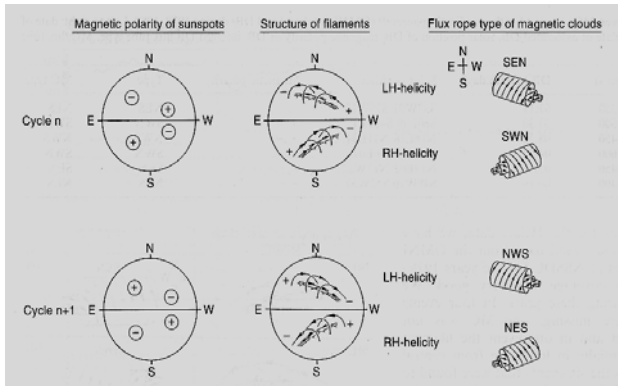 Magnetic polarity of sunspots Structure of filaments Flux rope type of magnetic clouds
N N N
E W
S
SEN
LH-helicity
− + − +
Cycle n E W E W
− + + −
RH-helicity
SWN
S S
N N
NWS
LH-helicity
+ − + −
Cycle n+1 E W E W
+ − − +
RH-helicity
NES
S S